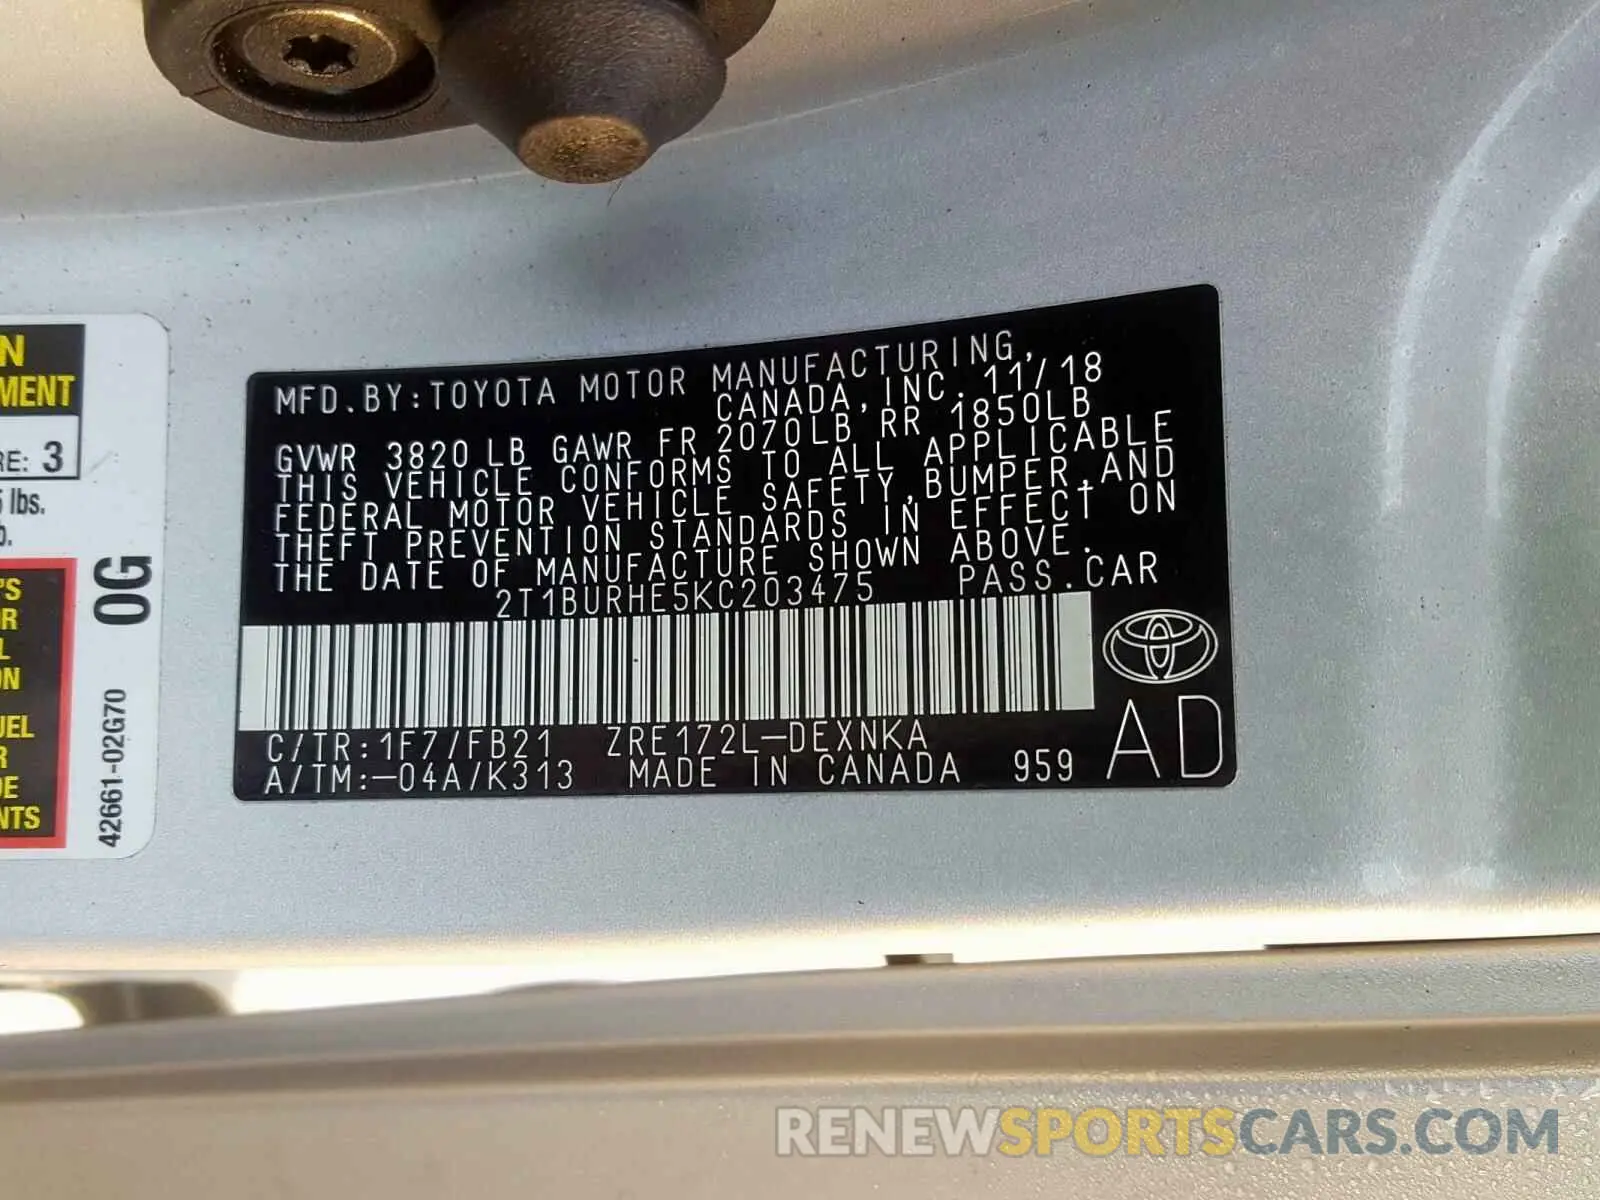 N
MENT
RE: 3
5 lbs.
b.
'S
OR
L
ON
UEL
R
DE
NTS
0G
42661-02G70
MFD.BY:TOYOTA MOTOR MANUFACTURING,
CANADA,INC. 11/18
GVWR 3820 LB GAWR FR 2070LB RR 1850LB
THIS VEHICLE CONFORMS TO ALL APPLICABLE
FEDERAL MOTOR VEHICLE SAFETY,BUMPER,AND
THEFT PREVENTION STANDARDS IN EFFECT ON
THE DATE OF MANUFACTURE SHOWN ABOVE.
2T1BURHE5KC203475 PASS.CAR
C/TR:1F7/FB21 ZRE172L-DEXNKA
A/TM:-04A/K313 MADE IN CANADA 959
AD
RENEWSPORTSCARS.COM